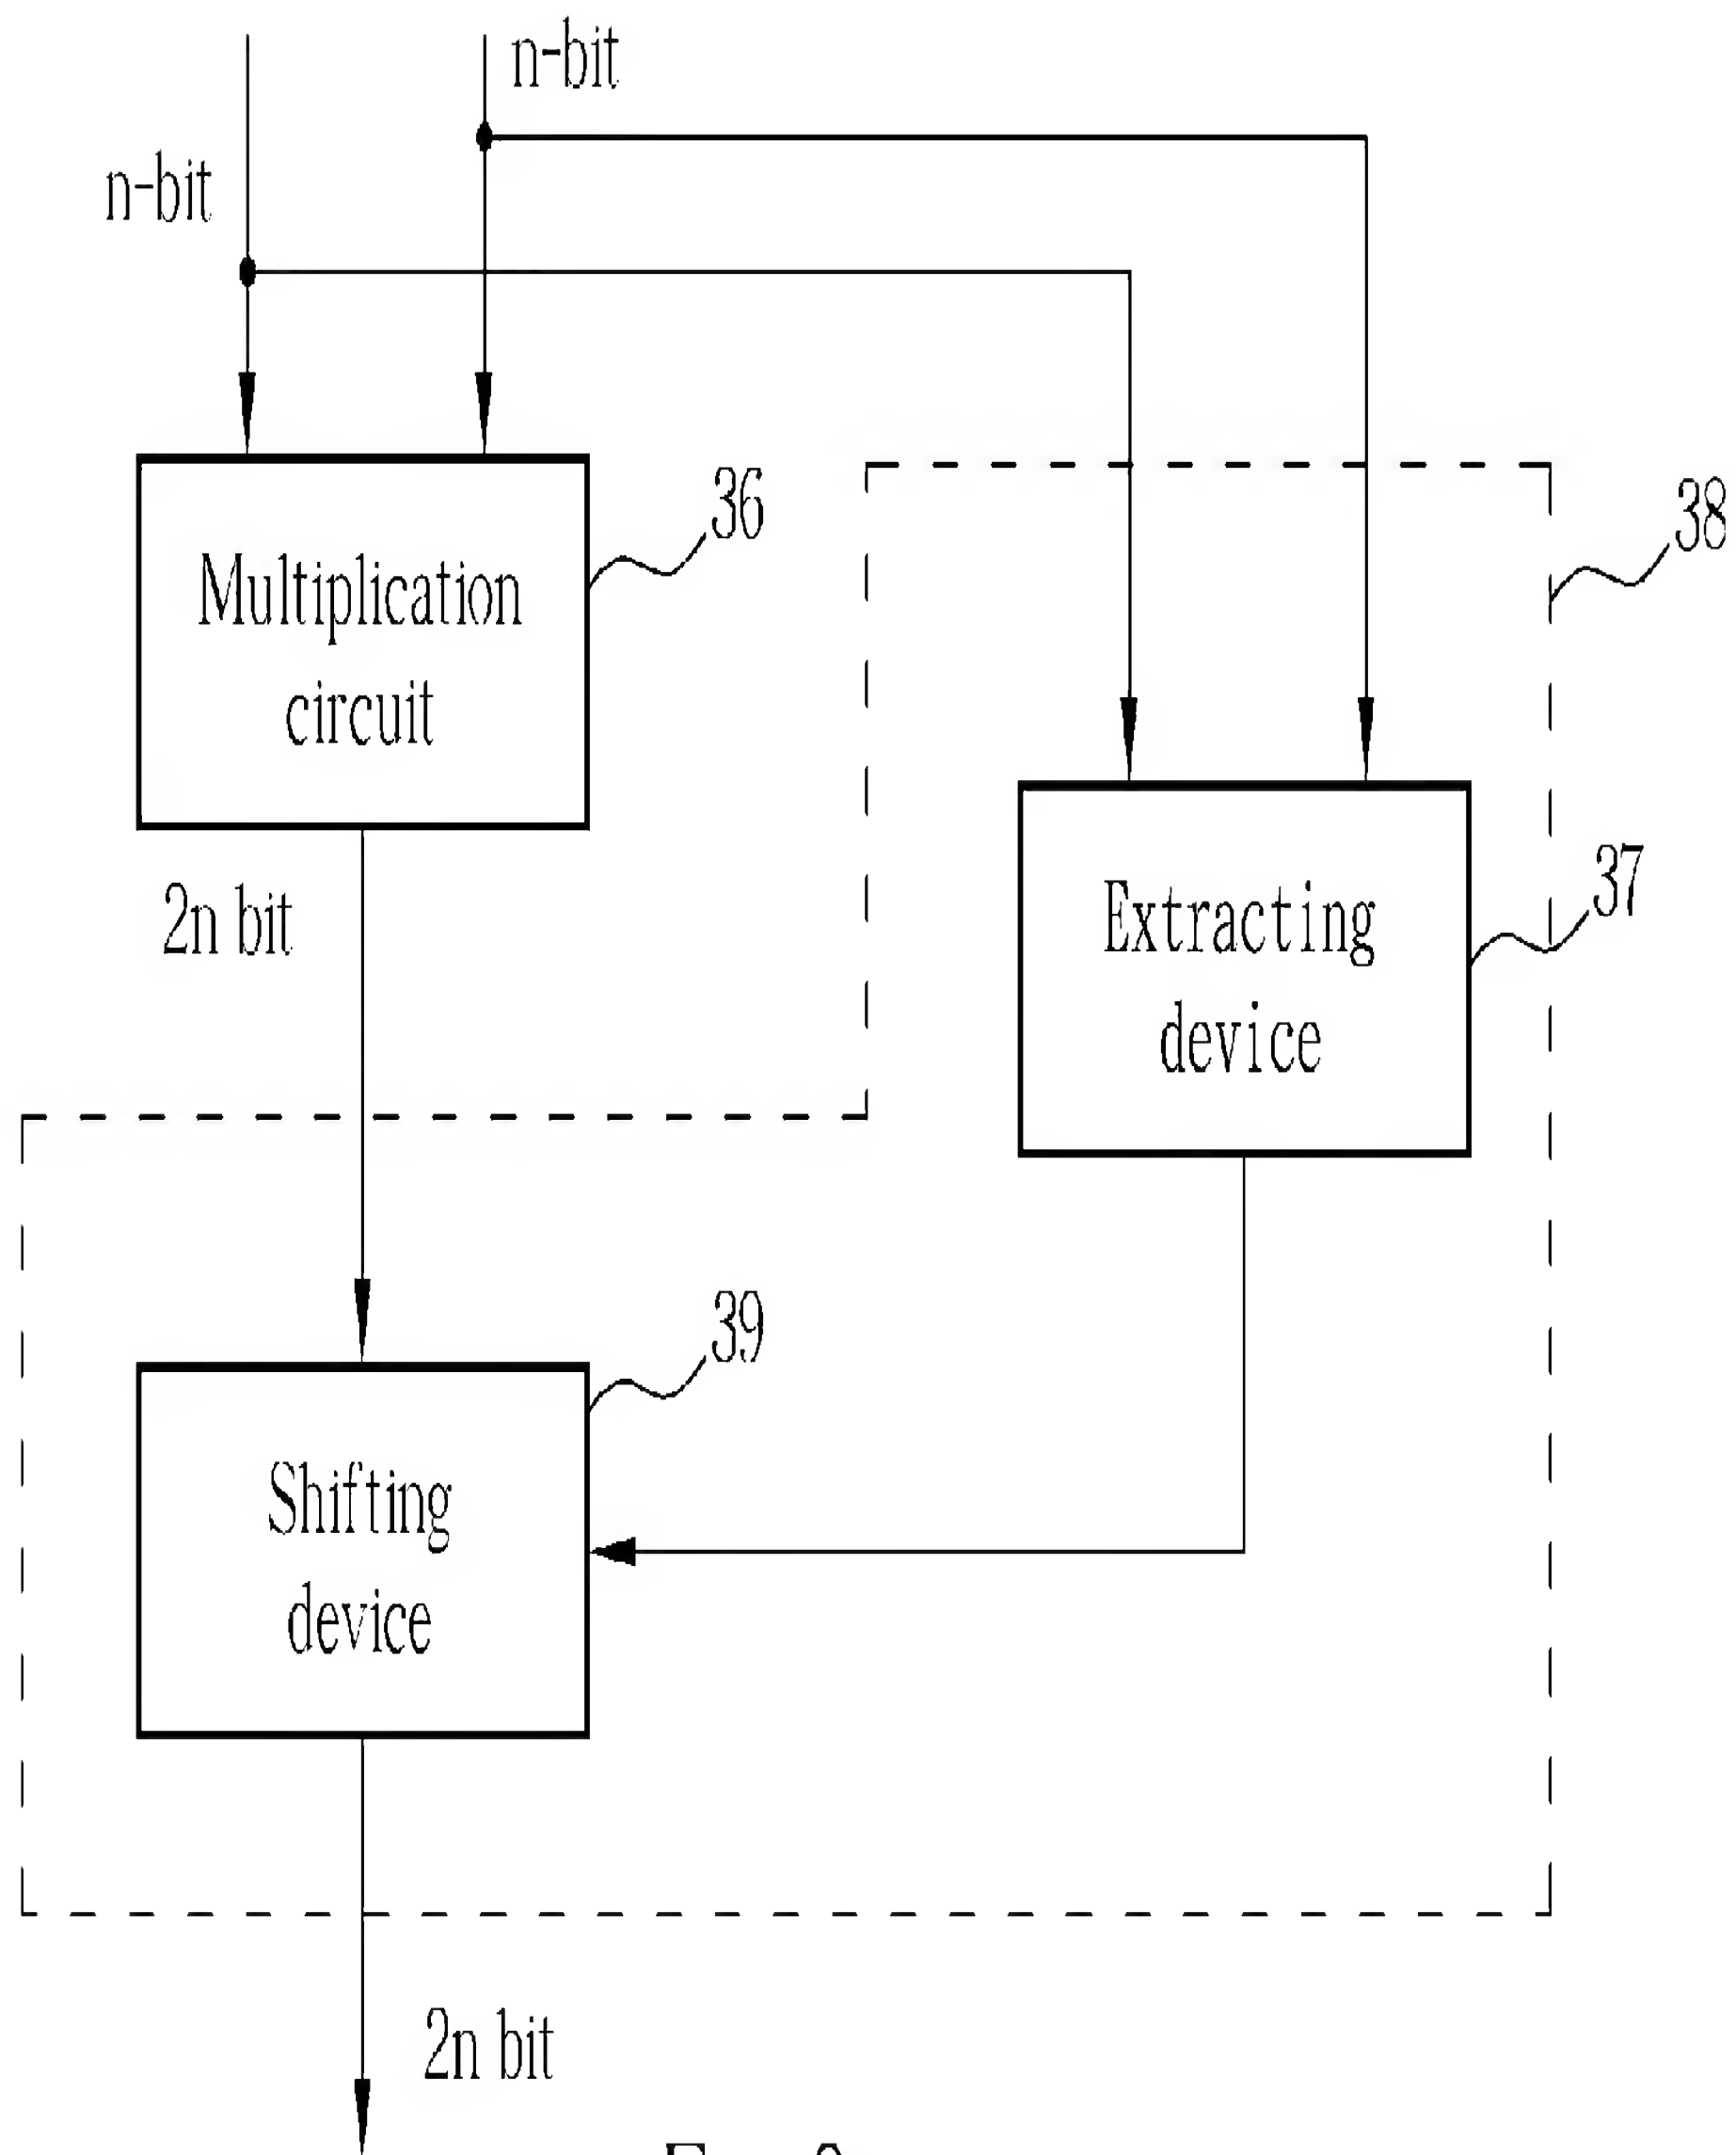 n-bit
n-bit
36
38
Multiplication
circuit
37
2n bit
Extracting
device
39
Shifting
device
2n bit